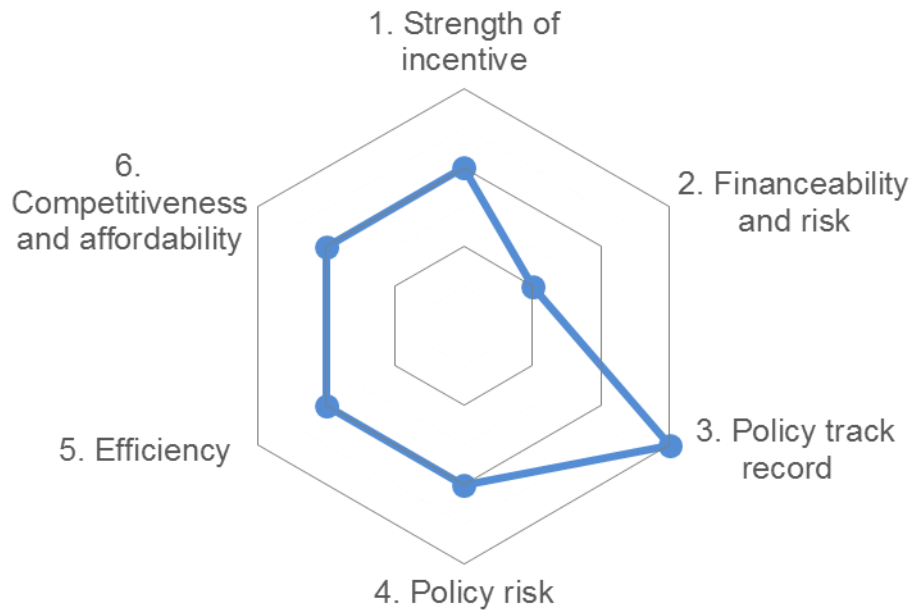 1. Strength of
incentive
2. Financeability
and risk
3. Policy track
record
4. Policy risk
5. Efficiency
6.
Competitiveness
and affordability